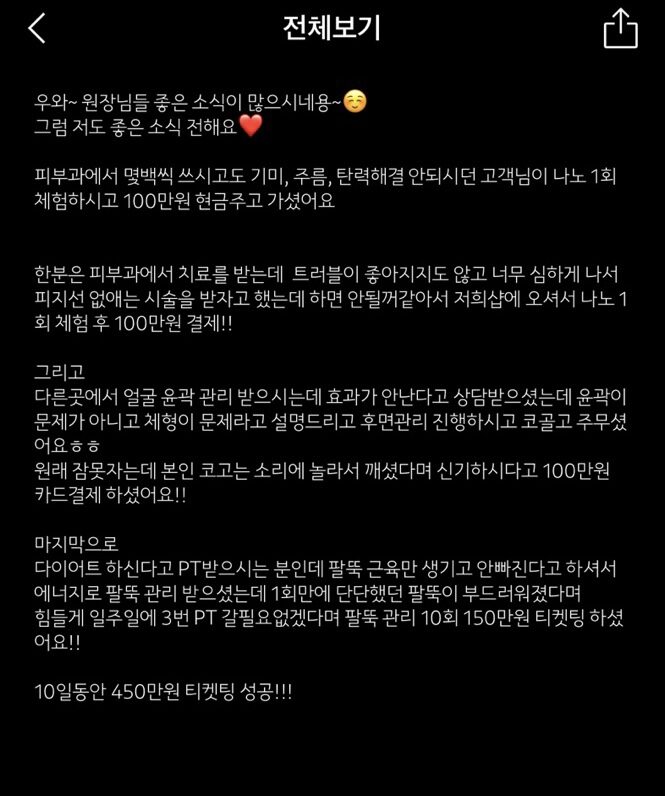 전체보기
우와~ 원장님들 좋은 소식이 많으시네용~☺️
그럼 저도 좋은 소식 전해요❤️
피부과에서 몇백씩 쓰시고도 기미, 주름, 탄력해결 안되시던 고객님이 나노 1회
체험하시고 100만원 현금주고 가셨어요
한분은 피부과에서 치료를 받는데 트러블이 좋아지지도 않고 너무 심하게 나서
피지선 없애는 시술을 받자고 했는데 하면 안될꺼같아서 저희샵에 오셔서 나노 1
회 체험 후 100만원 결제!!
그리고
다른곳에서 얼굴 윤곽 관리 받으시는데 효과가 안난다고 상담받으셨는데 윤곽이
문제가 아니고 체형이 문제라고 설명드리고 후면관리 진행하시고 코골고 주무셨
어요ㅎㅎ
원래 잠못자는데 본인 코고는 소리에 놀라서 깨셨다며 신기하시다고 100만원
카드결제 하셨어요!!
마지막으로
다이어트 하신다고 PT받으시는 분인데 팔뚝 근육만 생기고 안빠진다고 하셔서
에너지로 팔뚝 관리 받으셨는데 1회만에 단단했던 팔뚝이 부드러워졌다며
힘들게 일주일에 3번 PT 갈필요없겠다며 팔뚝 관리 10회 150만원 티켓팅 하셨
어요!!
10일동안 450만원 티켓팅 성공!!!